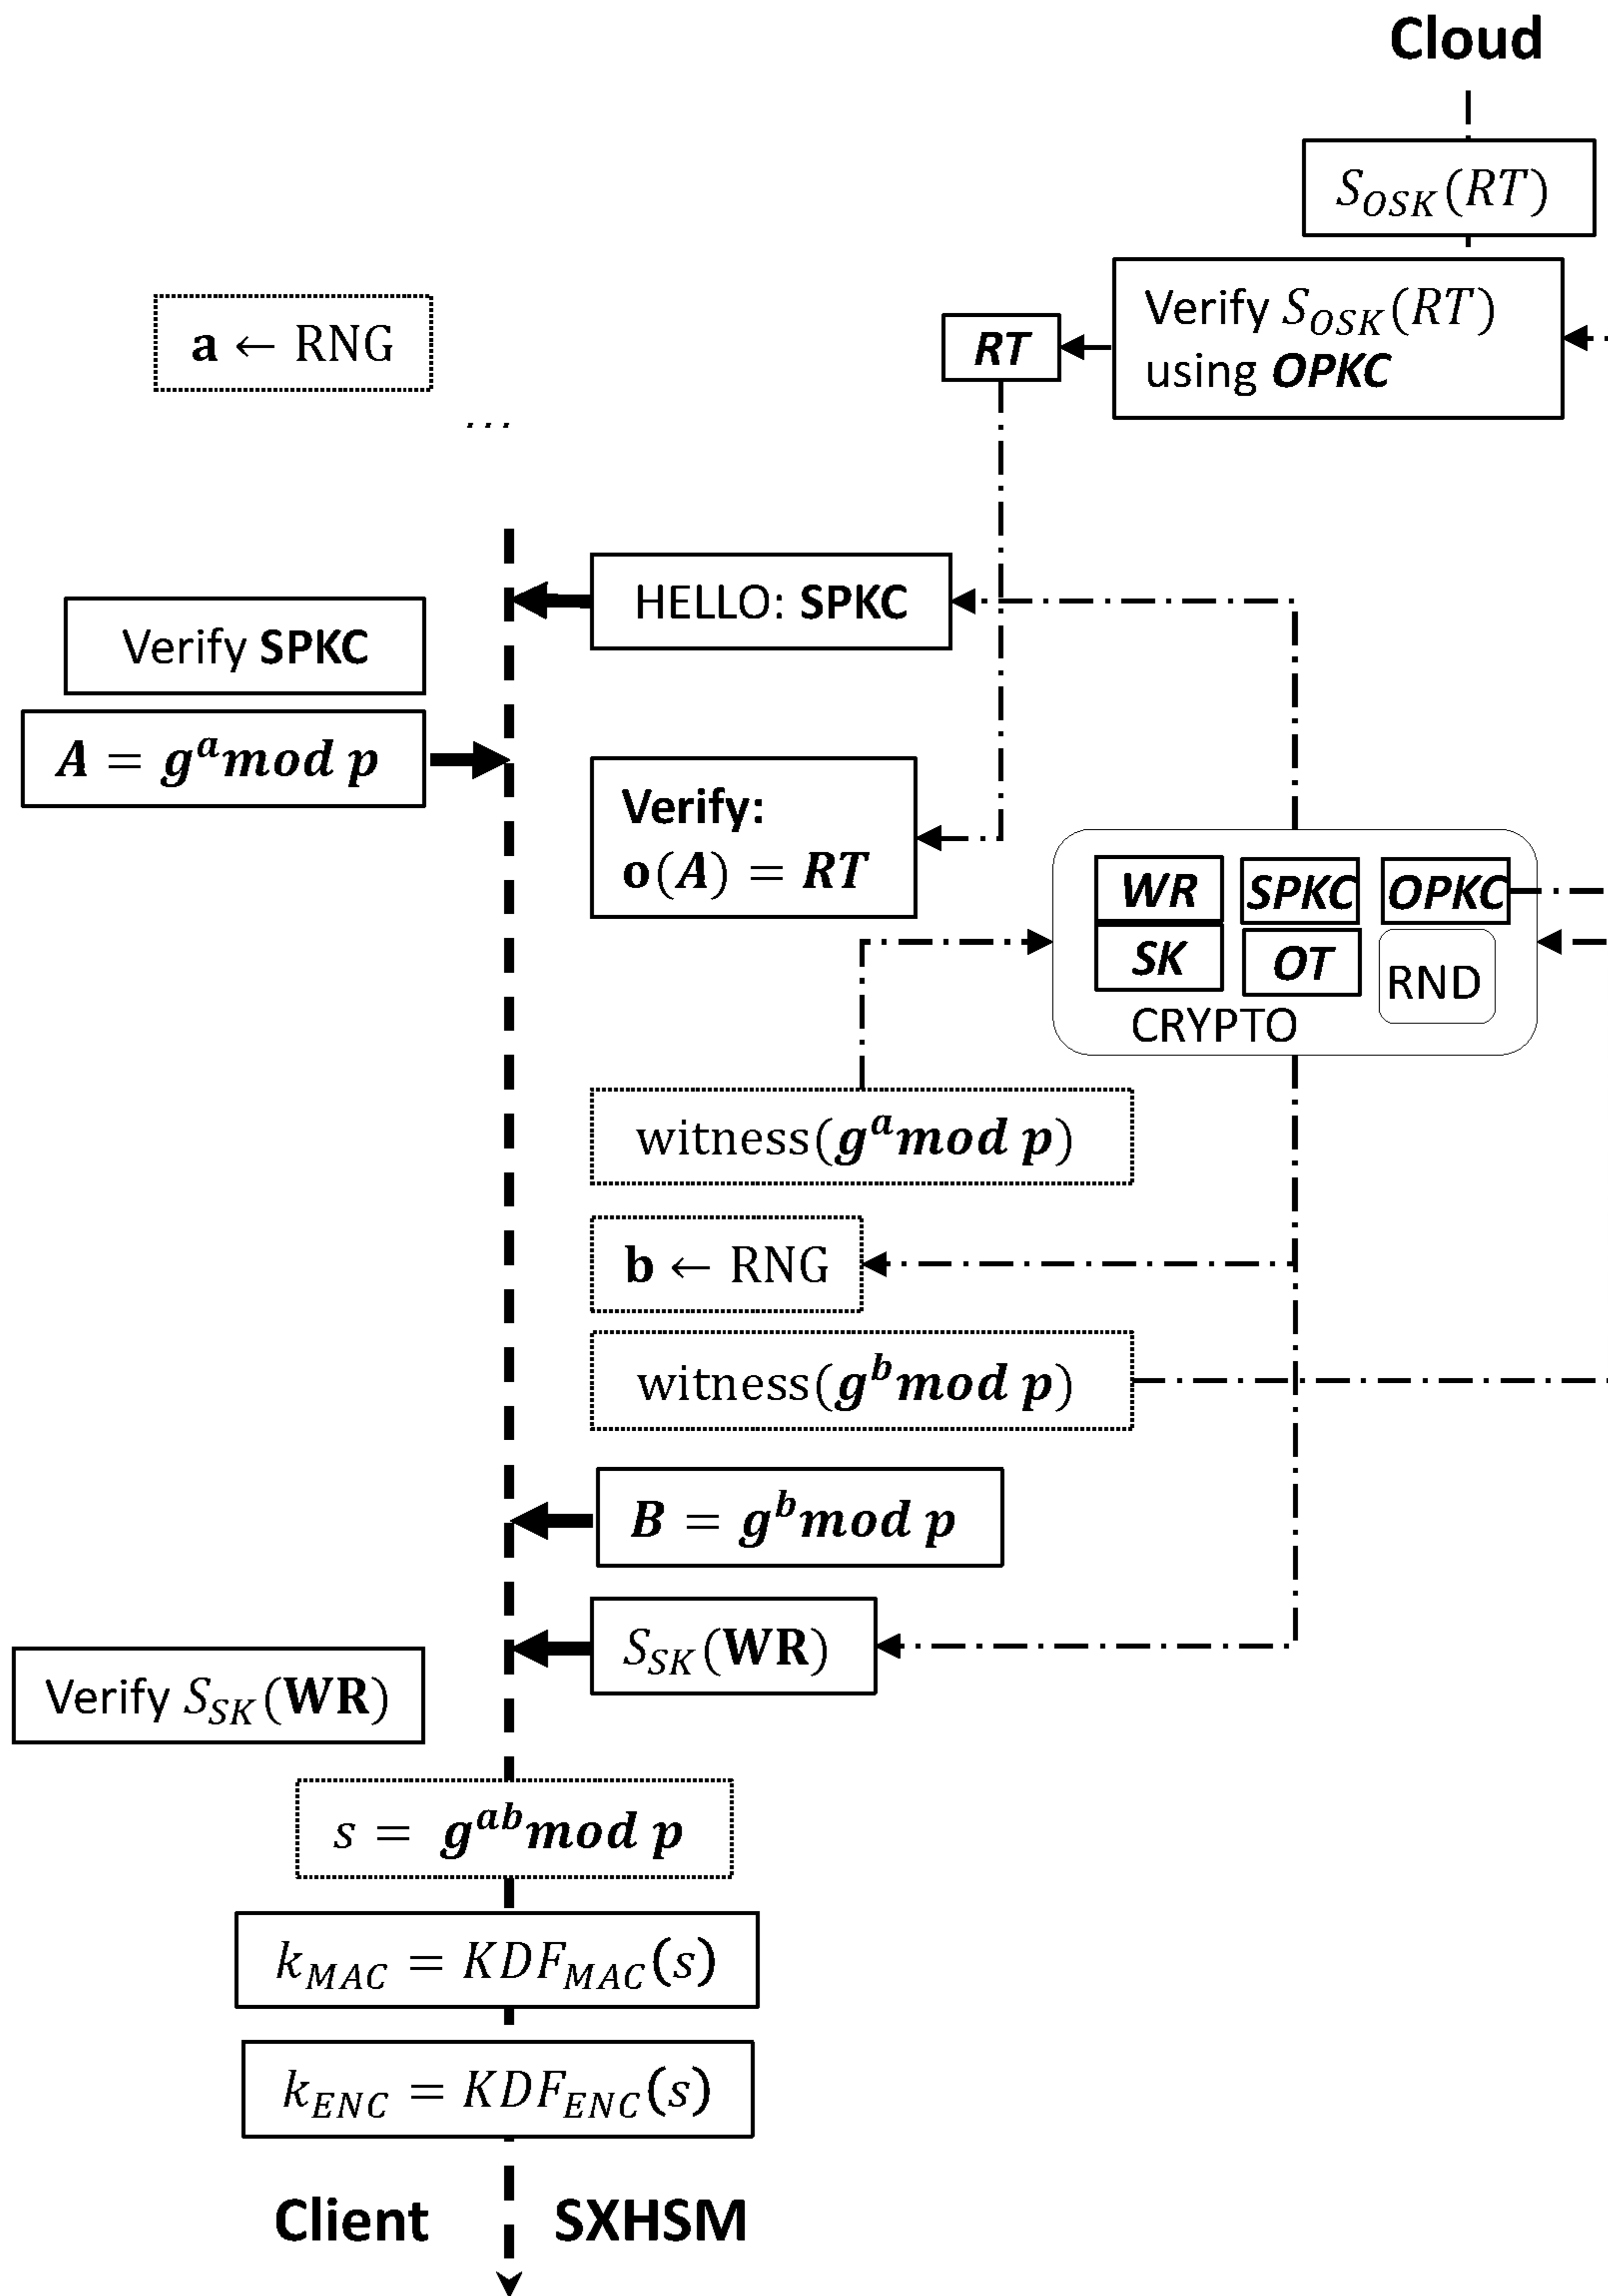 Cloud
S_OSK(RT)
a ← RNG
Verify S_OSK(RT)
using OPKC
RT
...
HELLO: SPKC
Verify SPKC
A = g^a mod p
Verify:
o(A) = RT
WR SPKC OPKC
SK OT RND
CRYPTO
witness(g^a mod p)
b ← RNG
witness(g^b mod p)
B = g^b mod p
S_SK(WR)
Verify S_SK(WR)
s = g^ab mod p
k_MAC = KDF_MAC(s)
k_ENC = KDF_ENC(s)
Client SXHSM